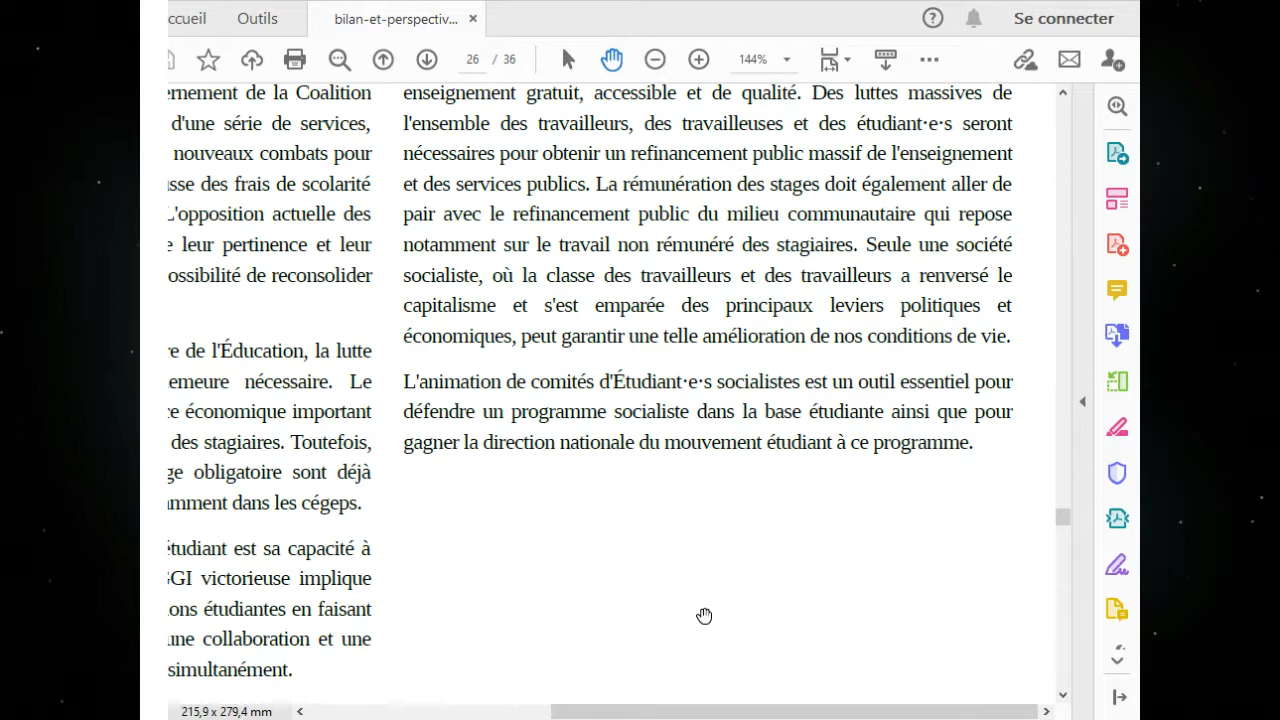 ccueil Outils bilan-et-perspectiv... × ? Se connecter
26 / 36 144%
ernement de la Coalition
d'une série de services,
nouveaux combats pour
sse des frais de scolarité
L'opposition actuelle des
e leur pertinence et leur
ossibilité de reconsolider
re de l'Éducation, la lutte
emeure nécessaire. Le
ce économique important
des stagiaires. Toutefois,
ge obligatoire sont déjà
amment dans les cégeps.
étudiant est sa capacité à
GGI victorieuse implique
ions étudiantes en faisant
une collaboration et une
simultanément.
enseignement gratuit, accessible et de qualité. Des luttes massives de
l'ensemble des travailleurs, des travailleuses et des étudiant·e·s seront
nécessaires pour obtenir un refinancement public massif de l'enseignement
et des services publics. La rémunération des stages doit également aller de
pair avec le refinancement public du milieu communautaire qui repose
notamment sur le travail non rémunéré des stagiaires. Seule une société
socialiste, où la classe des travailleurs et des travailleurs a renversé le
capitalisme et s'est emparée des principaux leviers politiques et
économiques, peut garantir une telle amélioration de nos conditions de vie.
L'animation de comités d'Étudiant·e·s socialistes est un outil essentiel pour
défendre un programme socialiste dans la base étudiante ainsi que pour
gagner la direction nationale du mouvement étudiant à ce programme.
215,9 x 279,4 mm